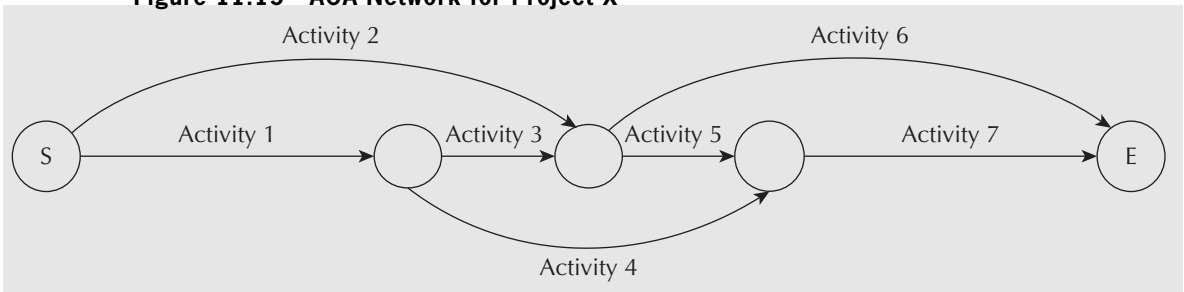 Figure 11.13 AOA Network for Project X
Activity 2
Activity 6
S
Activity 1
Activity 3
Activity 5
Activity 7
E
Activity 4